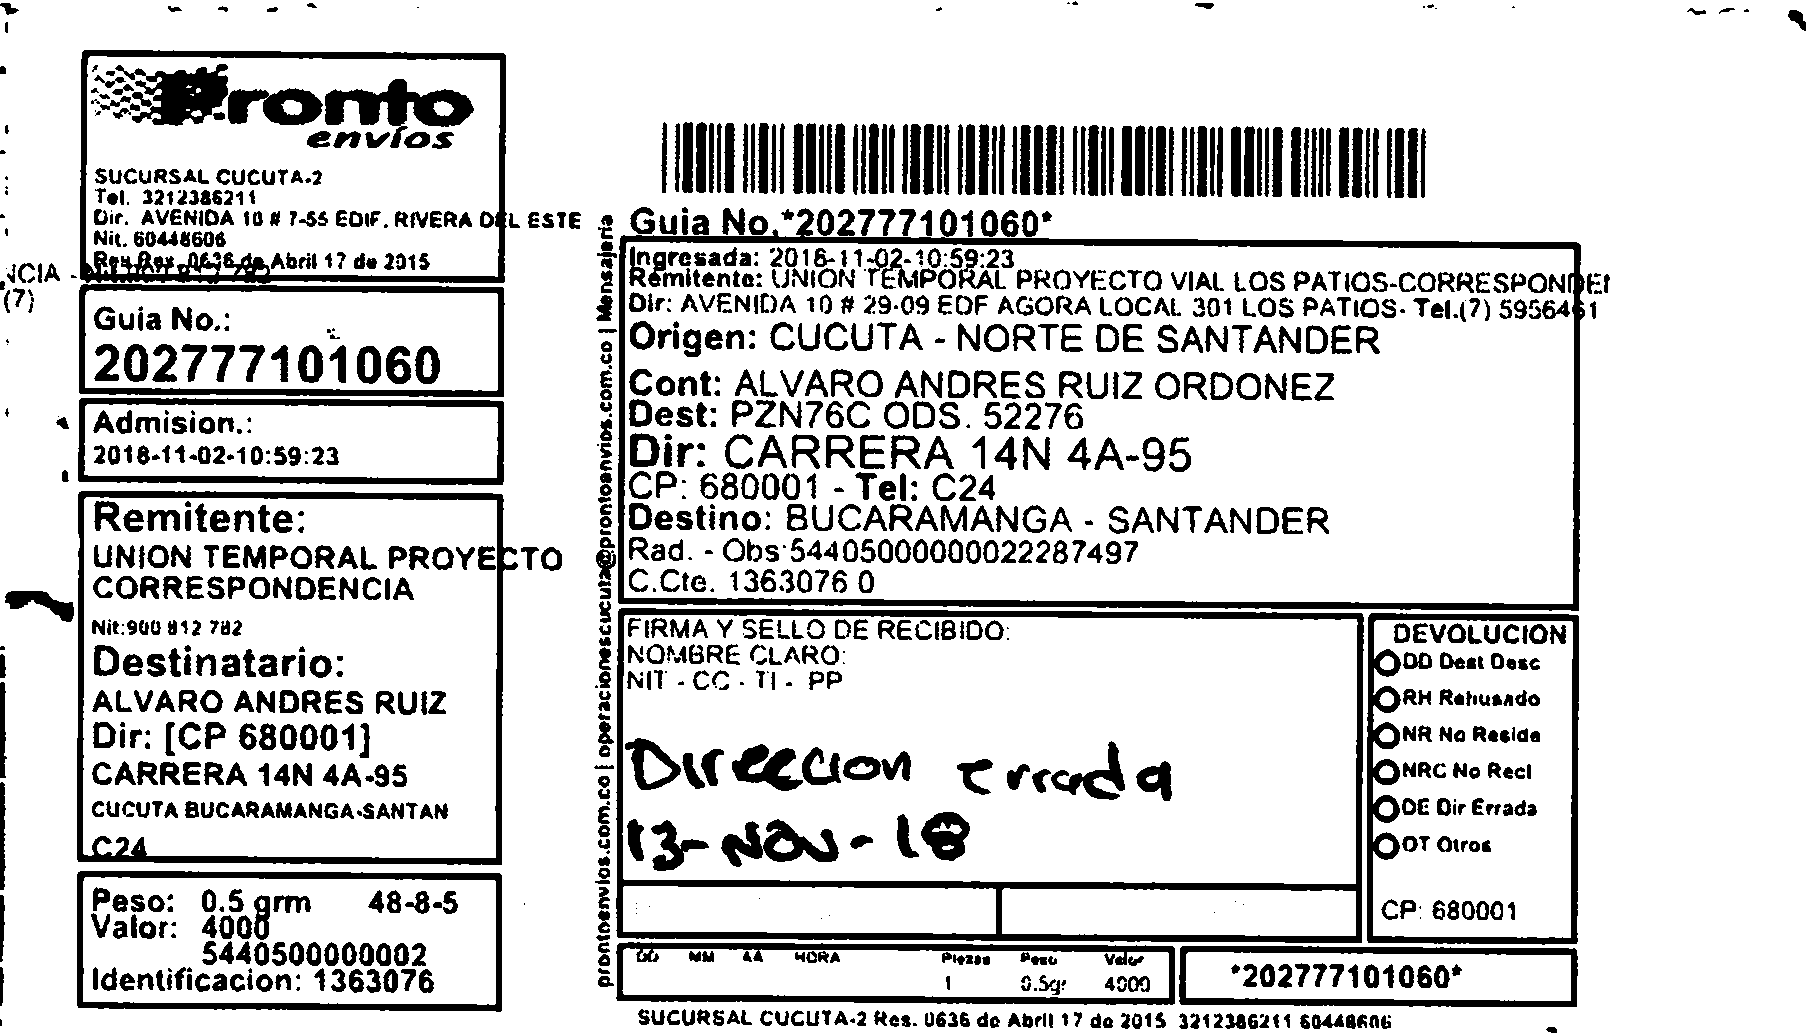 Pronto
envíos
SUCURSAL CUCUTA-2
Tel. 3212386211
Dir. AVENIDA 10 # 7-55 EDIF. RIVERA DEL ESTE
Nit. 60448606
Res. 0636 de Abril 17 de 2015
NCIA -
(7)
Guia No.:
202777101060
Admision.:
2018-11-02-10:59:23
Remitente:
UNION TEMPORAL PROYECTO
CORRESPONDENCIA
Nit:900 812 782
Destinatario:
ALVARO ANDRES RUIZ
Dir: [CP 680001]
CARRERA 14N 4A-95
CUCUTA BUCARAMANGA-SANTAN
C24
Peso: 0.5 grm 48-8-5
Valor: 4000
5440500000002
Identificacion: 1363076
prontoenvios.com.co | operacionescucuta@prontoenvios.com.co | Mensajeria
Guia No.*202777101060*
Ingresada: 2018-11-02-10:59:23
Remitente: UNION TEMPORAL PROYECTO VIAL LOS PATIOS-CORRESPONDEN
Dir: AVENIDA 10 # 29-09 EDF AGORA LOCAL 301 LOS PATIOS- Tel.(7) 5956461
Origen: CUCUTA - NORTE DE SANTANDER
Cont: ALVARO ANDRES RUIZ ORDONEZ
Dest: PZN76C ODS. 52276
Dir: CARRERA 14N 4A-95
CP: 680001 - Tel: C24
Destino: BUCARAMANGA - SANTANDER
Rad. - Obs:54405000000022287497
C.Cte. 1363076 0
FIRMA Y SELLO DE RECIBIDO:
NOMBRE CLARO:
NIT - CC - TI - PP
Direccion errada
13-Nov-18
DEVOLUCION
DD Dest Desc
RH Rehusado
NR No Reside
NRC No Recl
DE Dir Errada
OT Otros
CP: 680001
DD MM AA HORA Piezas Peso Valor
1 0.5gr 4000
*202777101060*
SUCURSAL CUCUTA-2 Res. 0636 de Abril 17 de 2015 3212386211 60448606